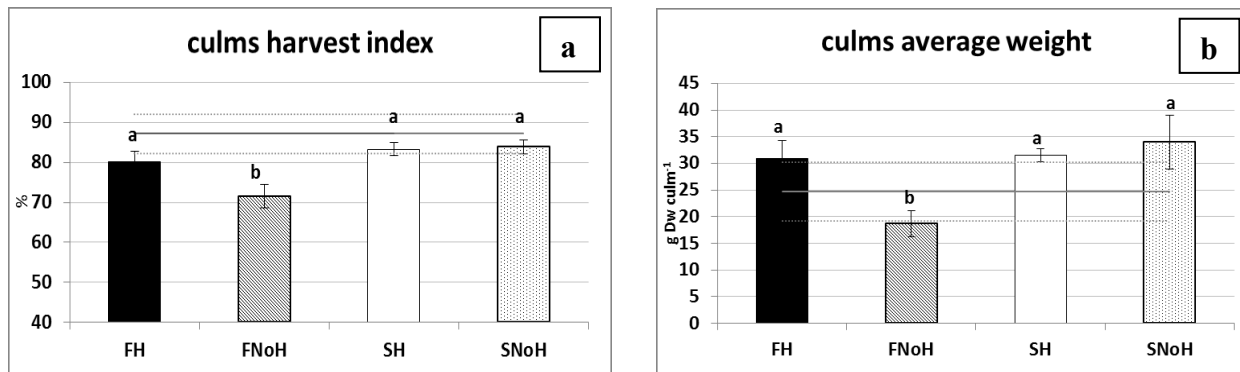 culms harvest index
a
100
90
80
70
60
50
40
%
a
b
a
a
FH FNoH SH SNoH
culms average weight
b
45
40
35
30
25
20
15
10
5
0
g Dw culm⁻¹
a
b
a
a
FH FNoH SH SNoH